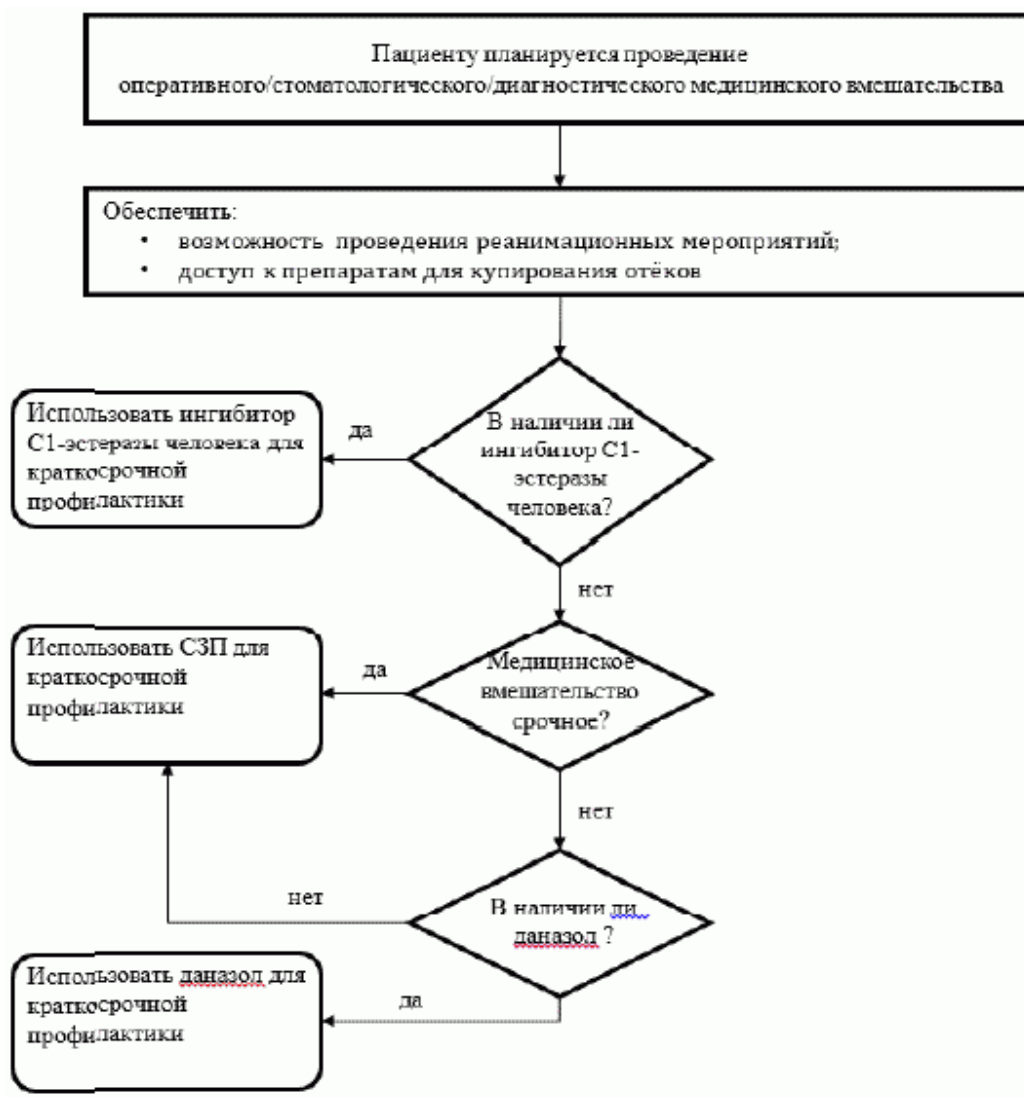 Пациенту планируется проведение
оперативного/стоматологического/диагностического медицинского вмешательства
Обеспечить:
• возможность проведения реанимационных мероприятий;
• доступ к препаратам для купирования отёков
В наличии ли
ингибитор С1-
эстеразы
человека?
да
Использовать ингибитор
С1-эстеразы человека для
краткосрочной
профилактики
нет
Медицинское
вмешательство
срочное?
да
Использовать СЗП для
краткосрочной
профилактики
нет
В наличии ли
даназол ?
нет
да
Использовать даназол для
краткосрочной
профилактики